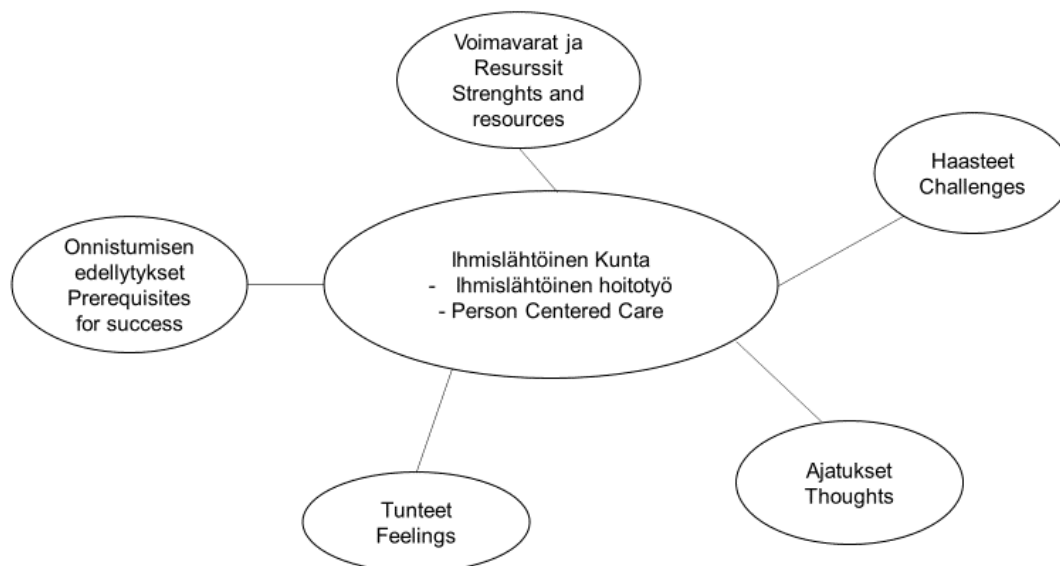 Voimavarat ja
Resurssit
Strenghts and
resources
Haasteet
Challenges
Onnistumisen
edellytykset
Prerequisites
for success
Ihmislähtöinen Kunta
- Ihmislähtöinen hoitotyö
- Person Centered Care
Ajatukset
Thoughts
Tunteet
Feelings